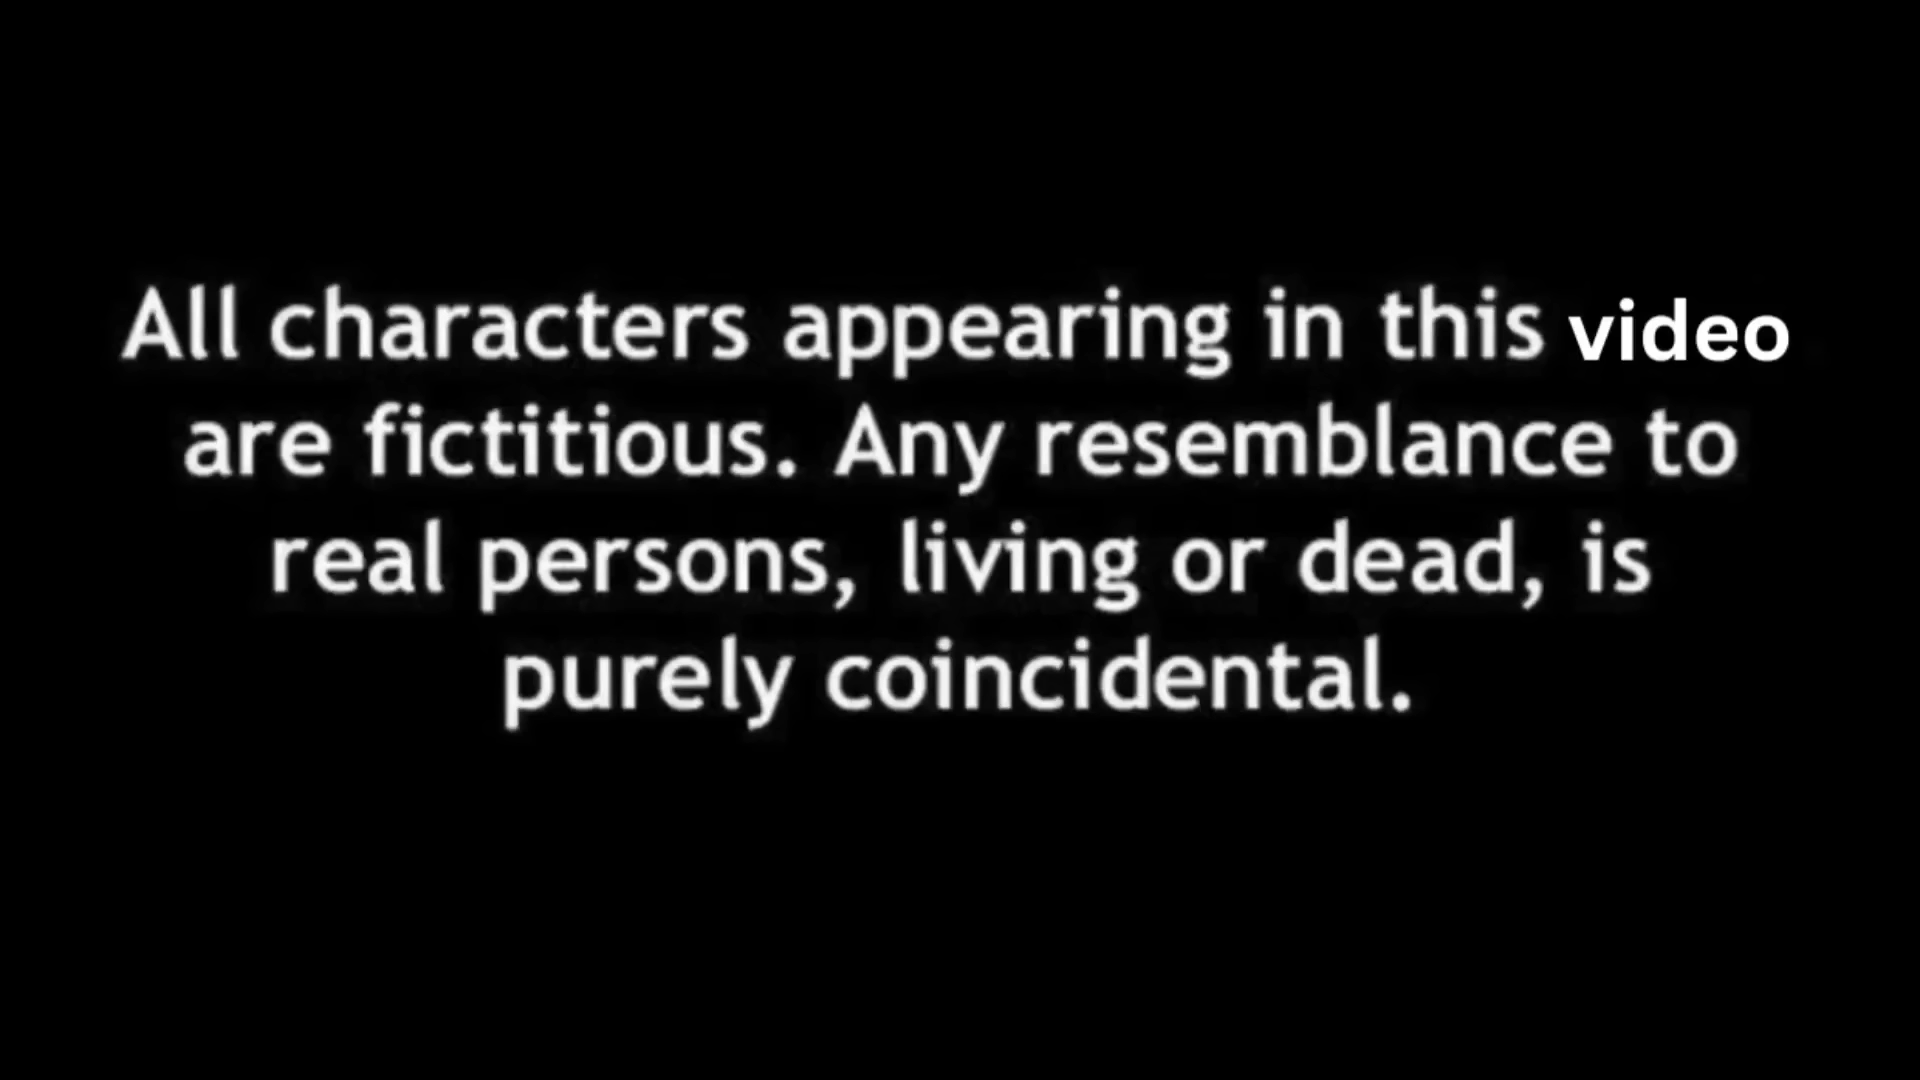 All characters appearing in this video
are fictitious. Any resemblance to
real persons, living or dead, is
purely coincidental.